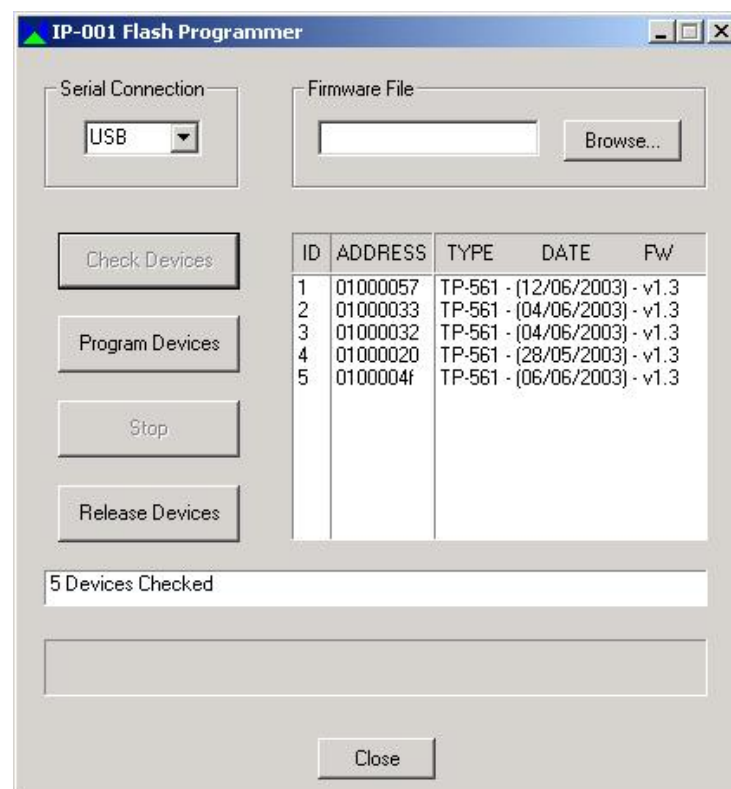 IP-001 Flash Programmer
Serial Connection
Firmware File
USB
Browse...
Check Devices
Program Devices
Stop
Release Devices
ID ADDRESS TYPE DATE FW
1 01000057 TP-561 - (12/06/2003) - v1.3
2 01000033 TP-561 - (04/06/2003) - v1.3
3 01000032 TP-561 - (04/06/2003) - v1.3
4 01000020 TP-561 - (28/05/2003) - v1.3
5 0100004f TP-561 - (06/06/2003) - v1.3
5 Devices Checked
Close